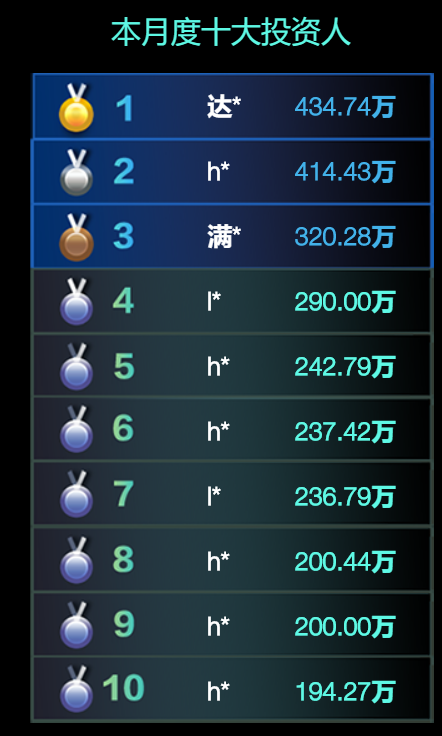 本月度十大投资人
1 达* 434.74万
2 h* 414.43万
3 满* 320.28万
4 l* 290.00万
5 h* 242.79万
6 h* 237.42万
7 l* 236.79万
8 h* 200.44万
9 h* 200.00万
10 h* 194.27万